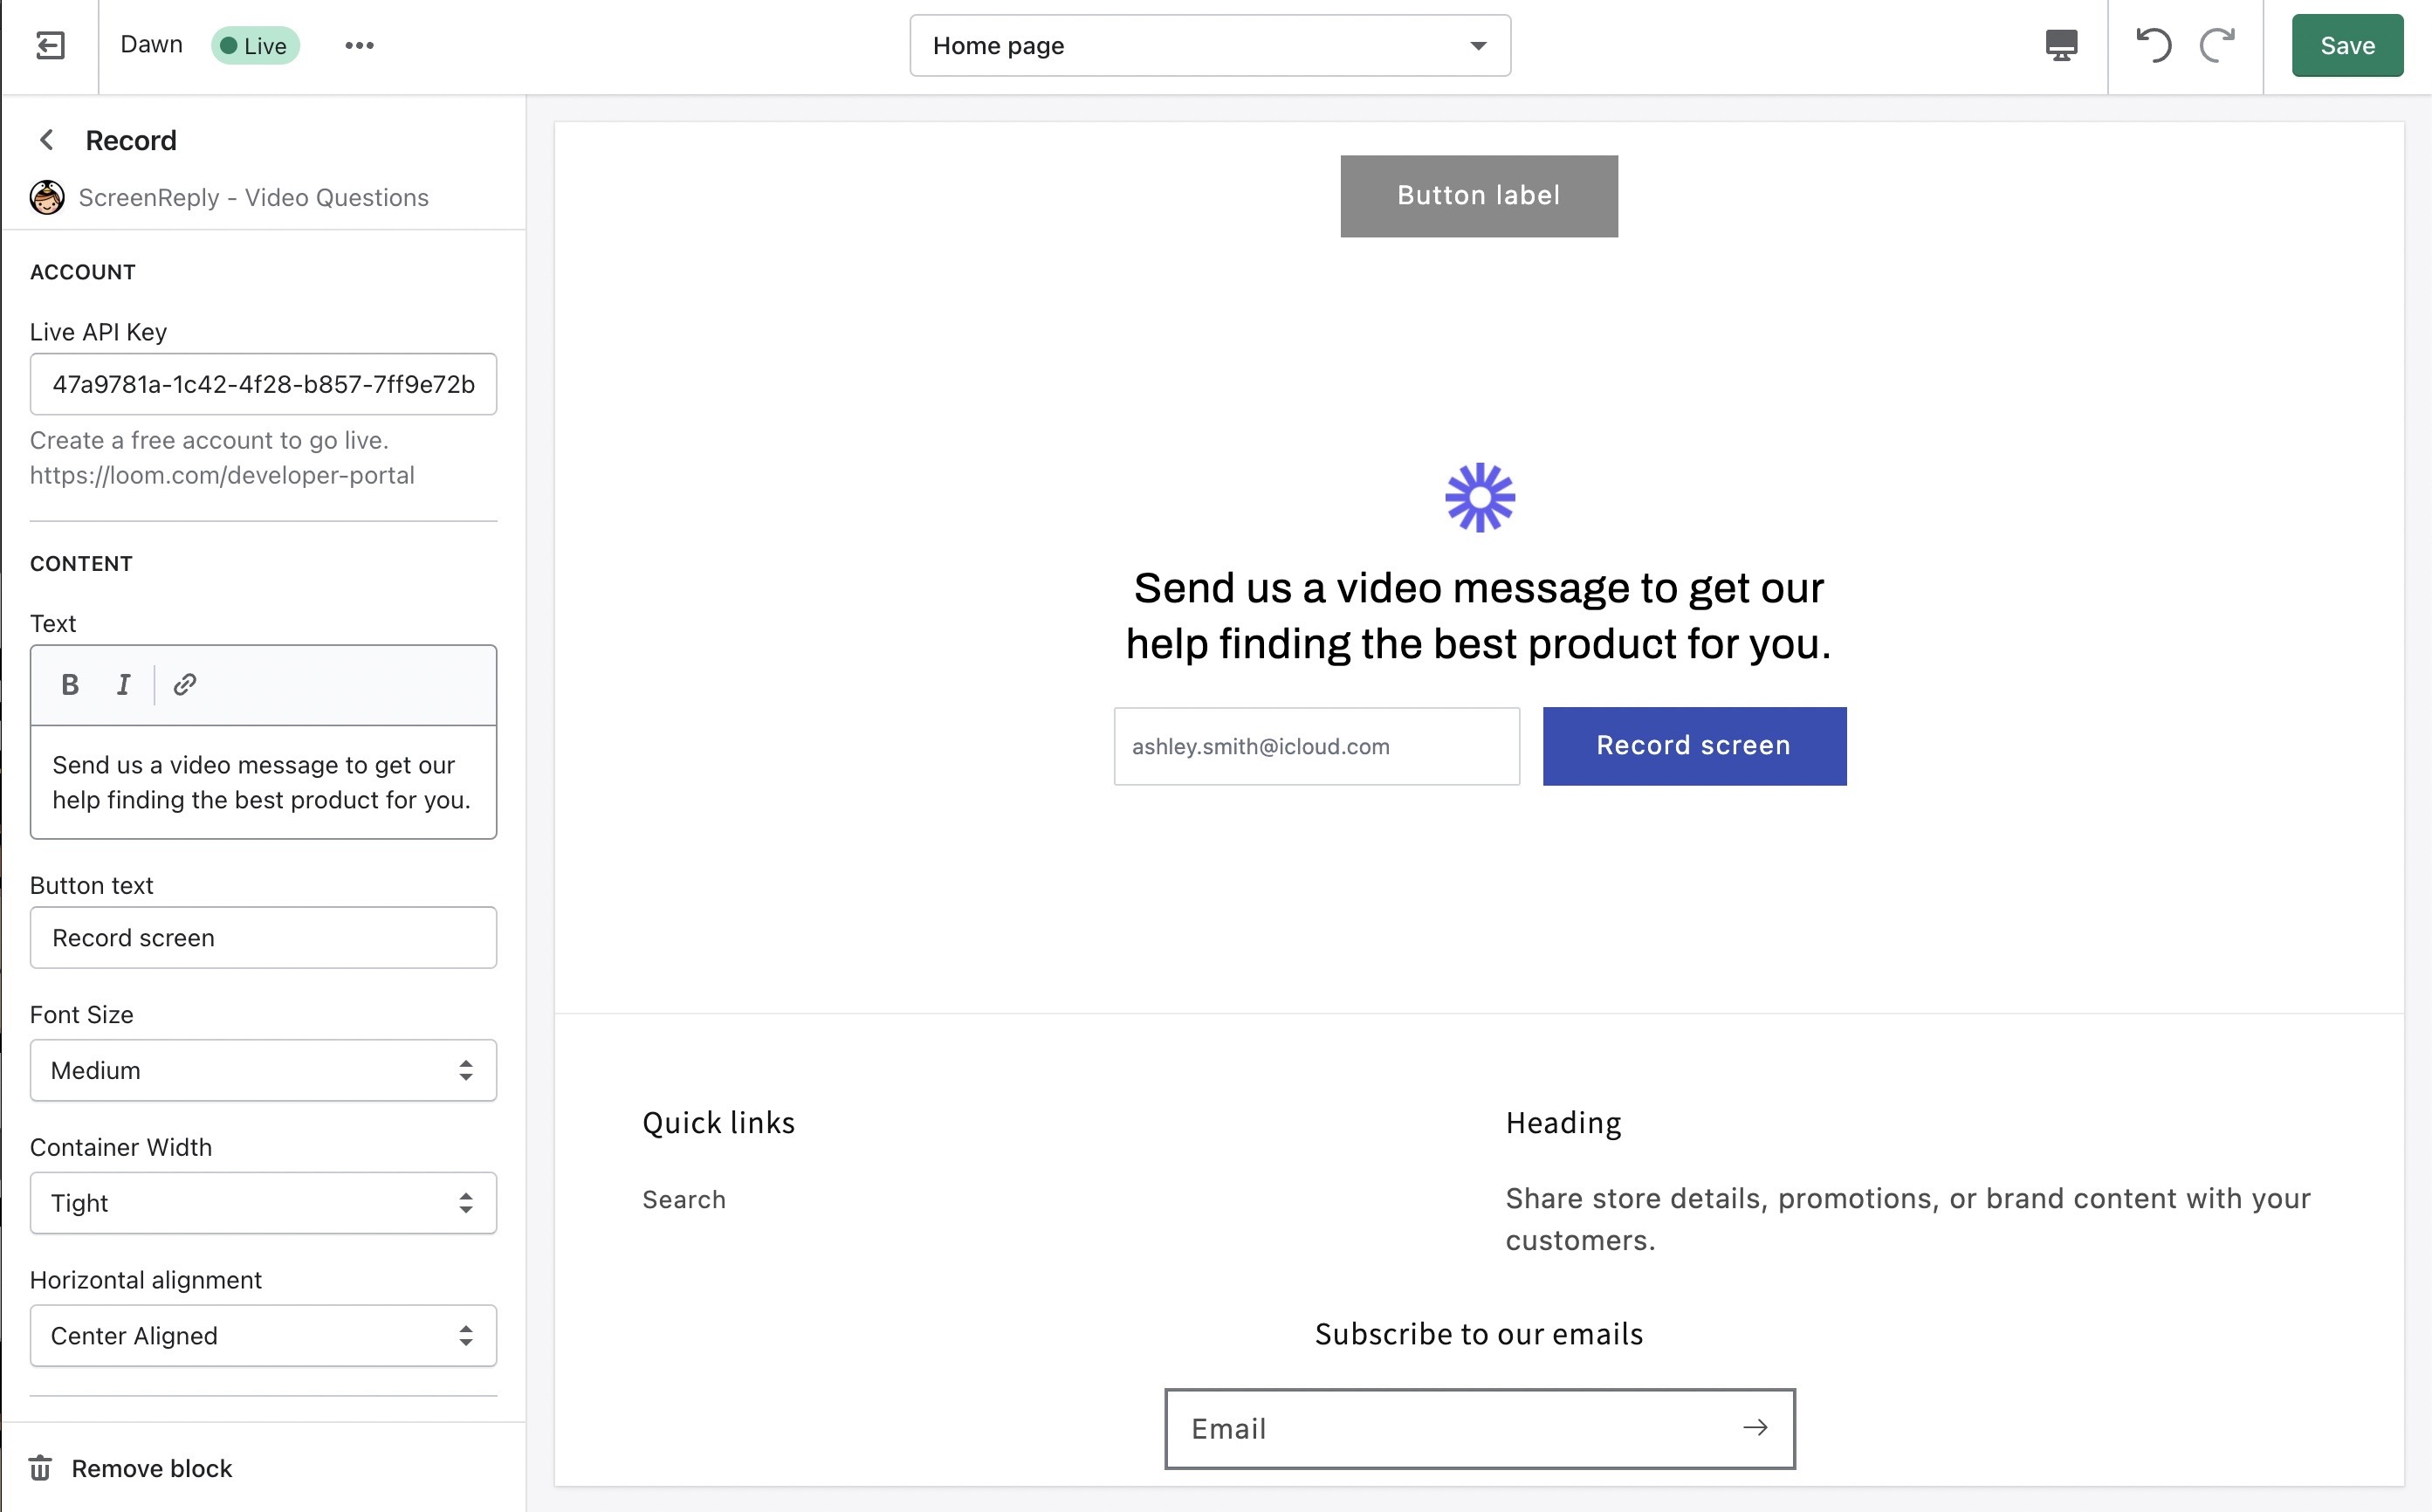 Dawn
Live
Home page
Save
Record
ScreenReply - Video Questions
ACCOUNT
Live API Key
47a9781a-1c42-4f28-b857-7ff9e72b
Create a free account to go live.
https://loom.com/developer-portal
CONTENT
Text
B I
Send us a video message to get our
help finding the best product for you.
Button text
Record screen
Font Size
Medium
Container Width
Tight
Horizontal alignment
Center Aligned
Remove block
Button label
Send us a video message to get our
help finding the best product for you.
ashley.smith@icloud.com
Record screen
Quick links
Search
Heading
Share store details, promotions, or brand content with your
customers.
Subscribe to our emails
Email